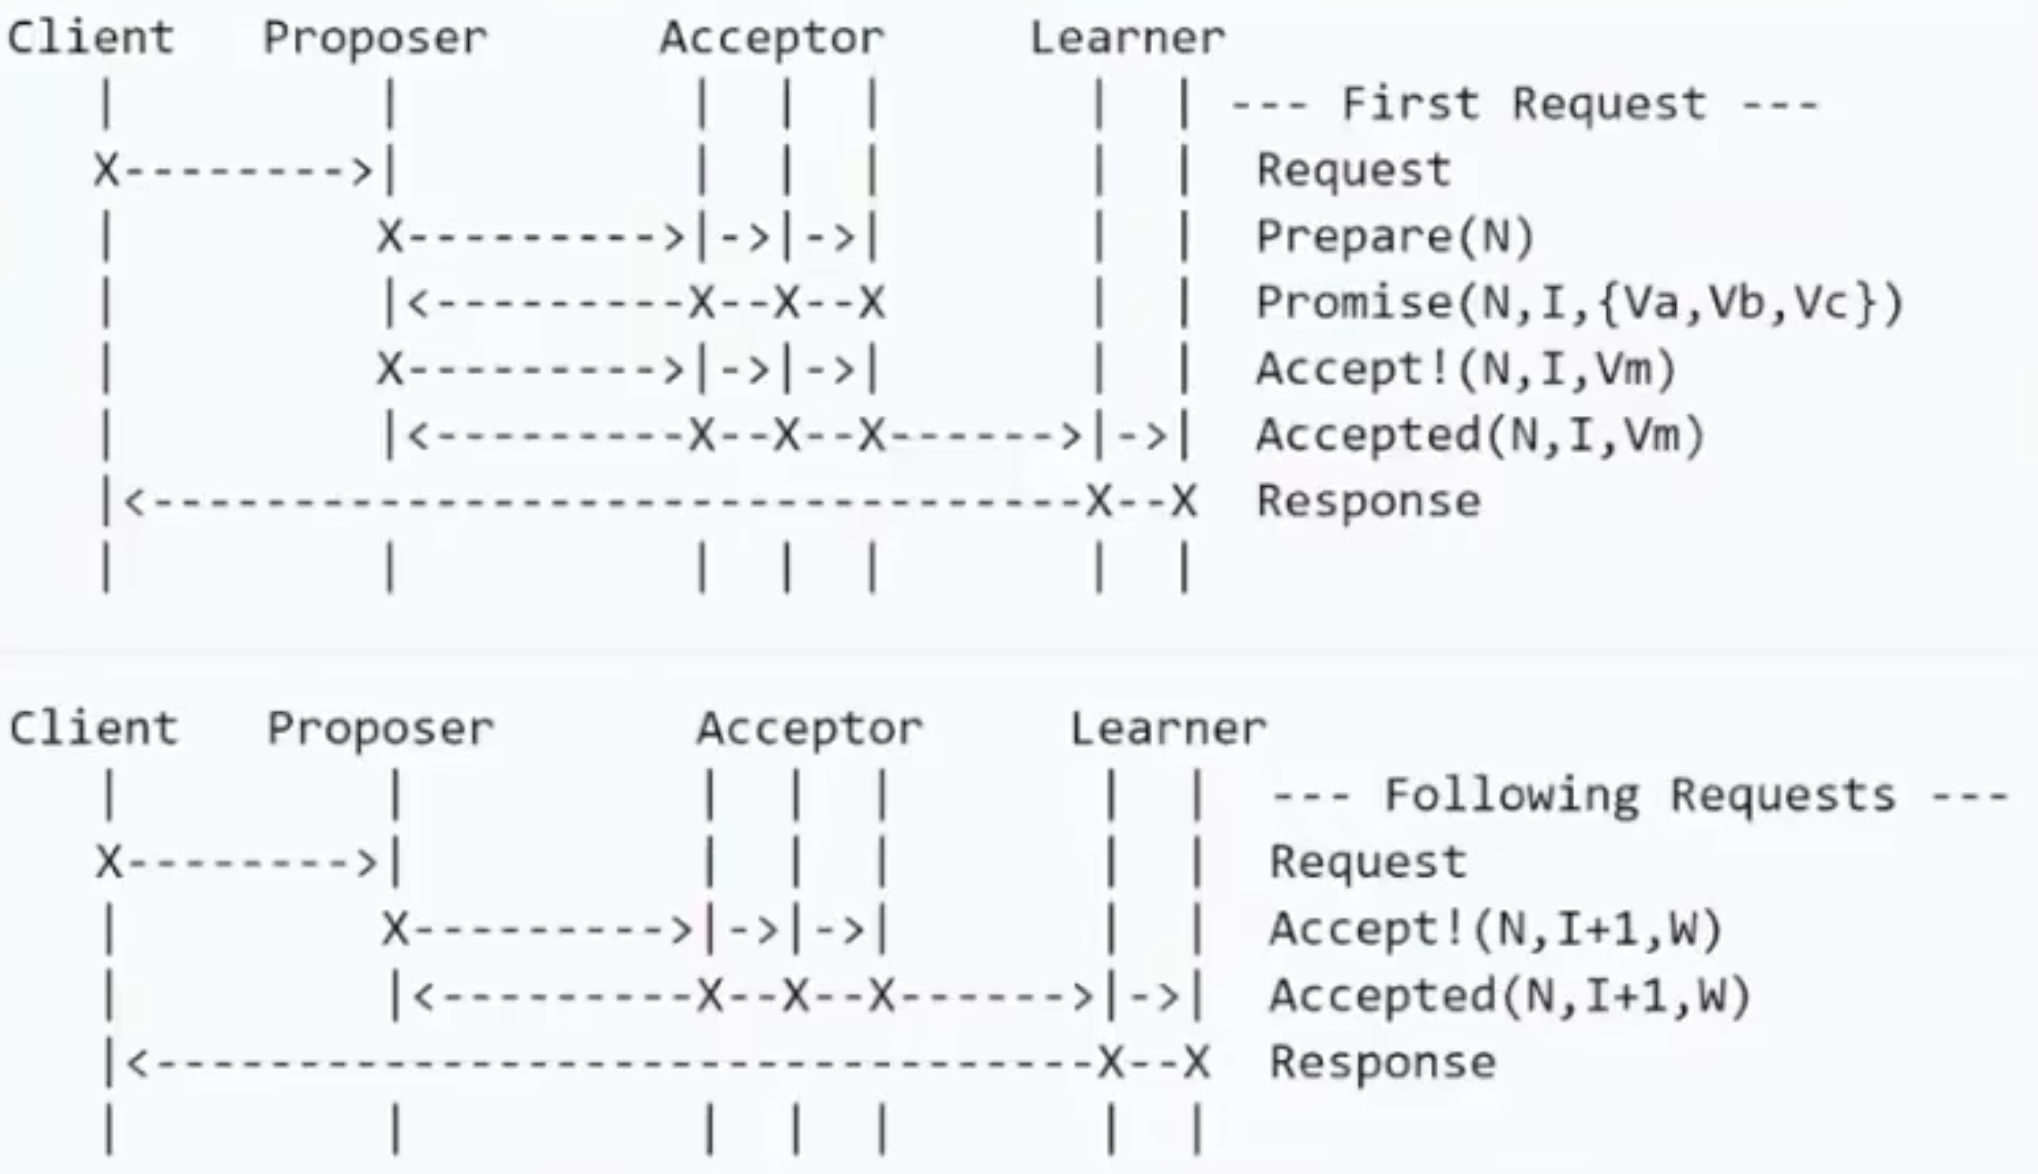 Client   Proposer      Acceptor     Learner
   |         |          |  |  |       |  | --- First Request ---
   X-------->|          |  |  |       |  |  Request
   |         X--------->|->|->|       |  |  Prepare(N)
   |         |<---------X--X--X       |  |  Promise(N,I,{Va,Vb,Vc})
   |         X--------->|->|->|       |  |  Accept!(N,I,Vm)
   |         |<---------X--X--X------>|->|  Accepted(N,I,Vm)
   |<---------------------------------X--X  Response
   |         |          |  |  |       |  |
Client   Proposer       Acceptor     Learner
   |         |          |  |  |       |  |  --- Following Requests ---
   X-------->|          |  |  |       |  |  Request
   |         X--------->|->|->|       |  |  Accept!(N,I+1,W)
   |         |<---------X--X--X------>|->|  Accepted(N,I+1,W)
   |<---------------------------------X--X  Response
   |         |          |  |  |       |  |